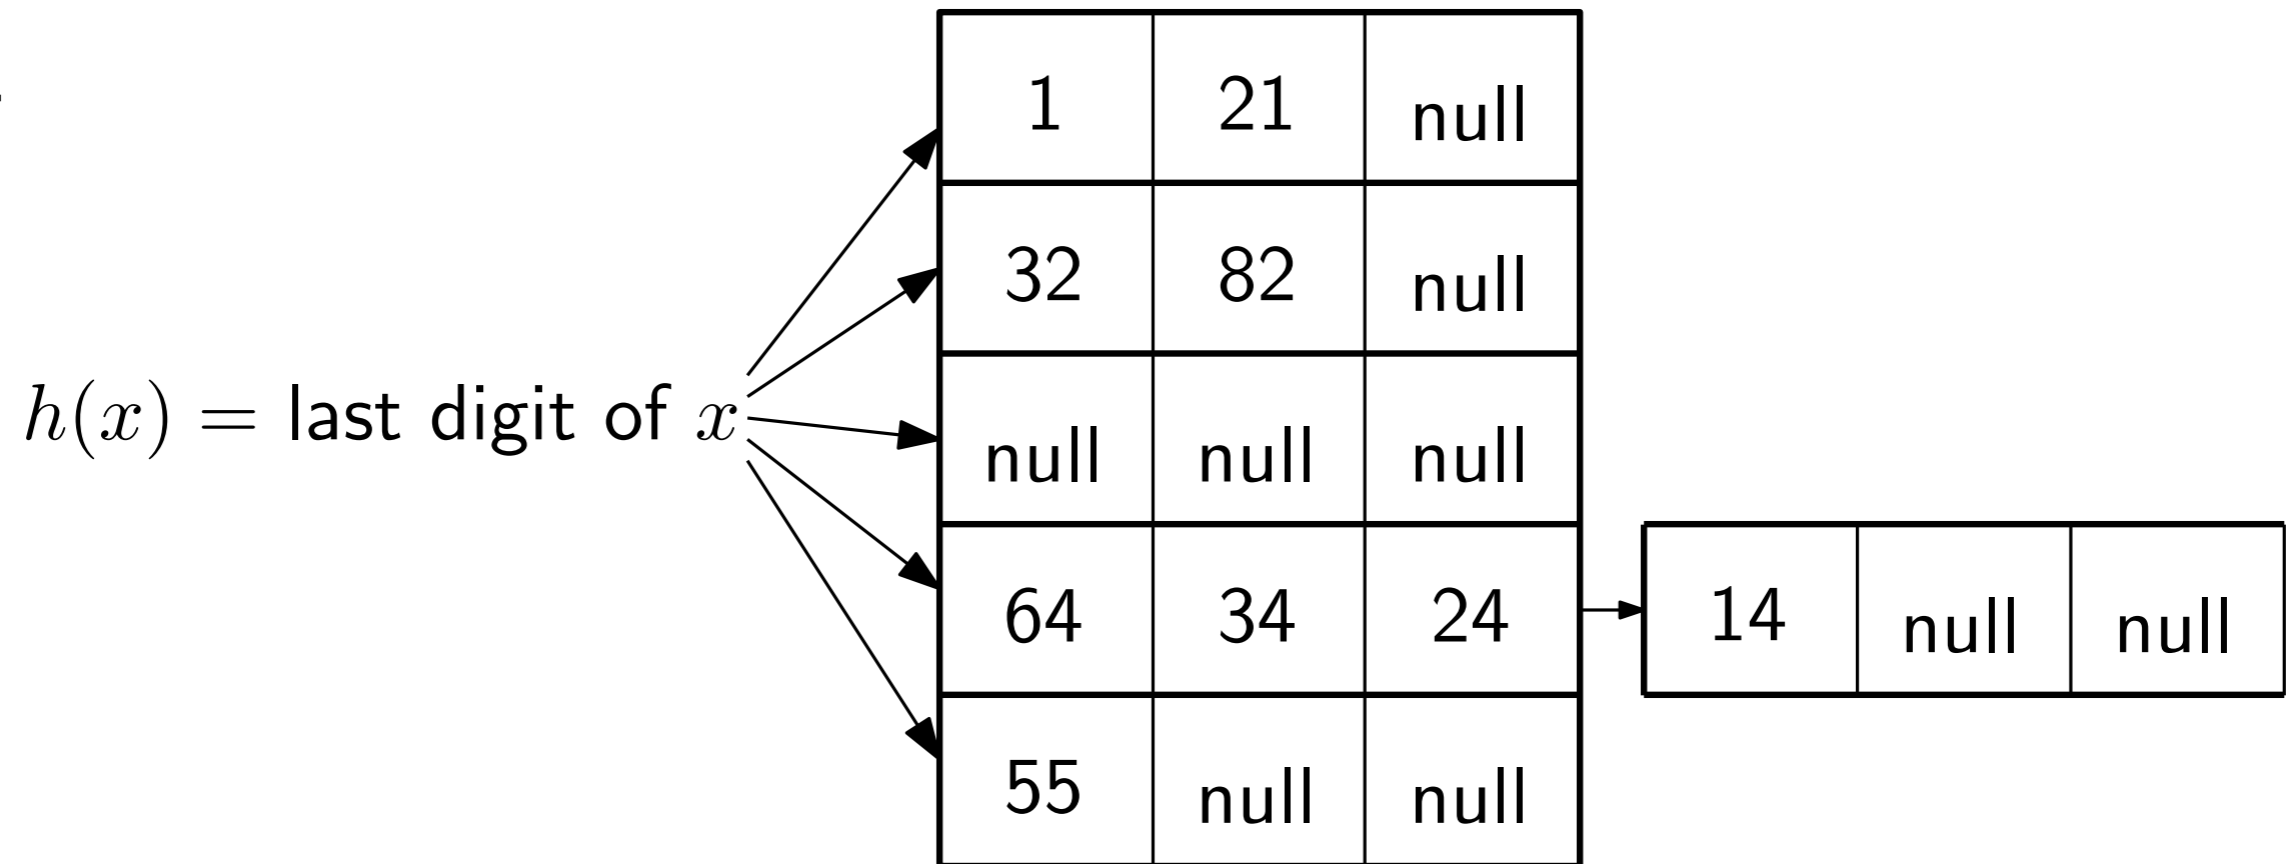 1 21 null
32 82 null
h(x) = last digit of x
null null null
64 34 24 14 null null
55 null null